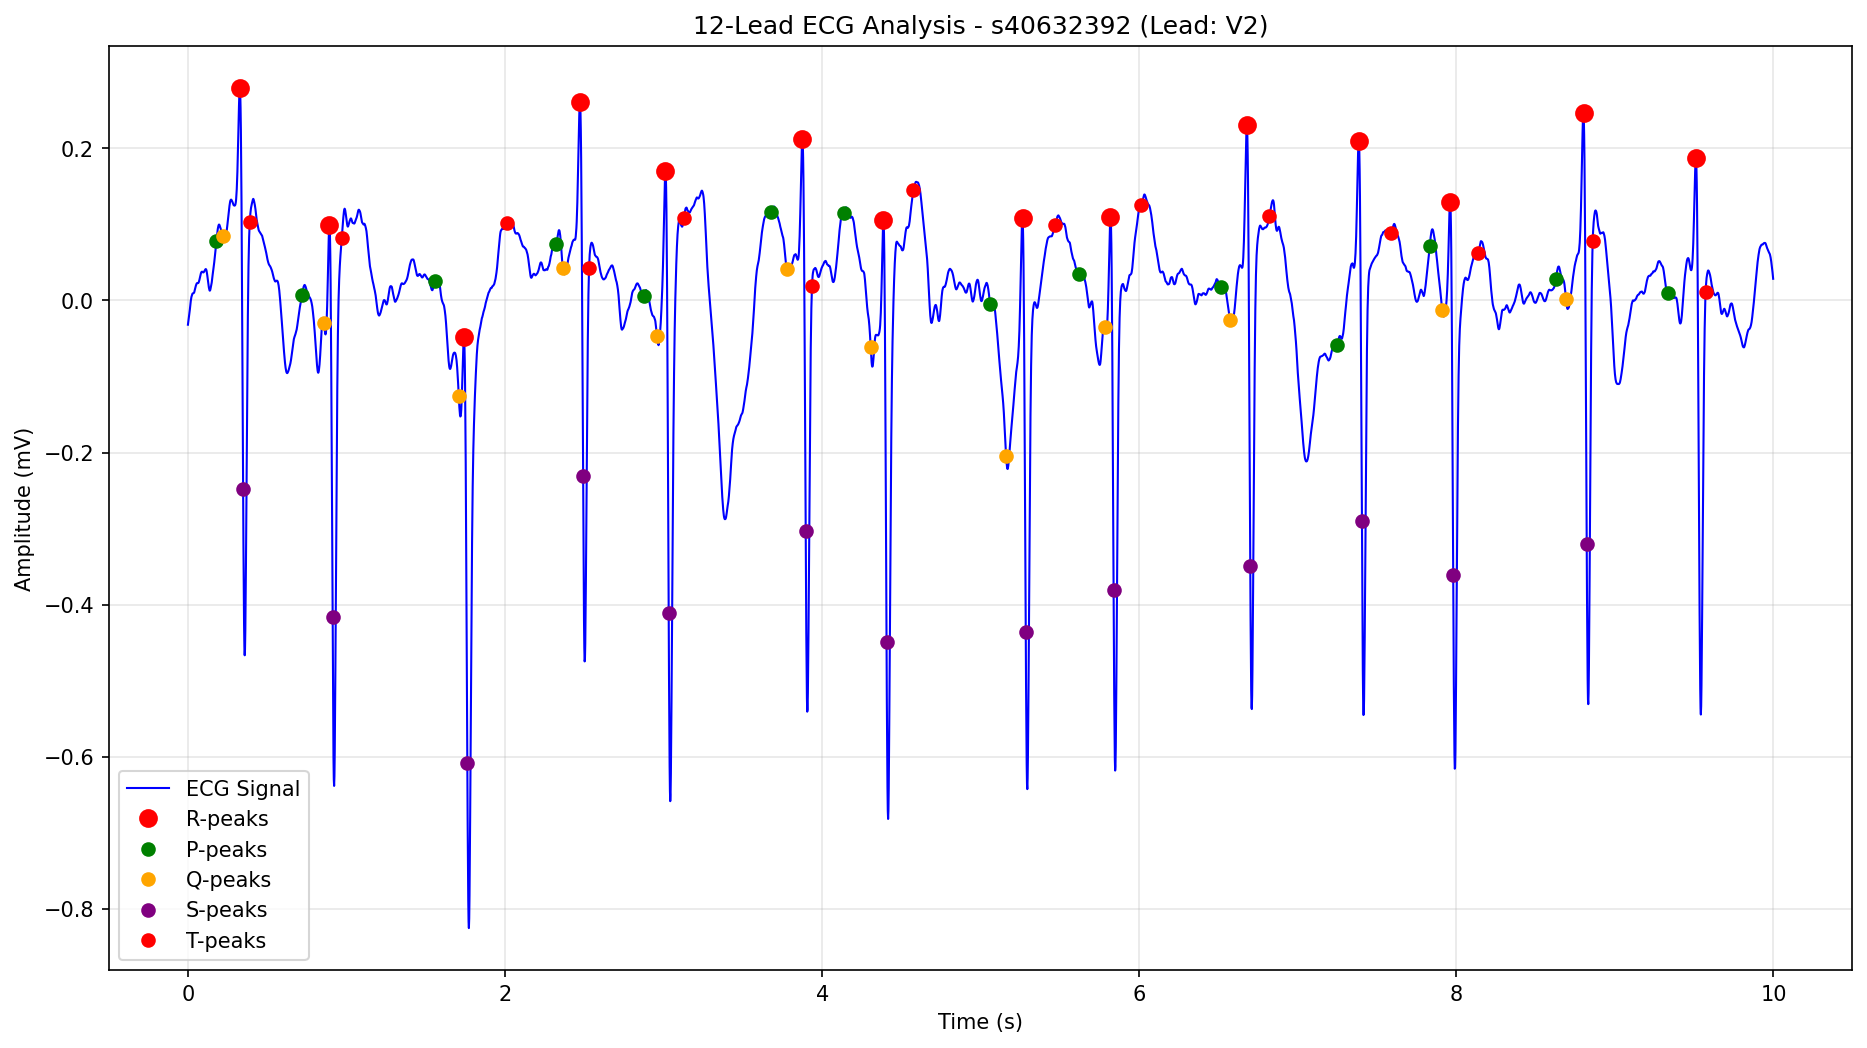 12-Lead ECG Analysis - s40632392 (Lead: V2)
Amplitude (mV)
0.2
0.0
−0.2
−0.4
−0.6
−0.8
ECG Signal
R-peaks
P-peaks
Q-peaks
S-peaks
T-peaks
0 2 4 6 8 10
Time (s)